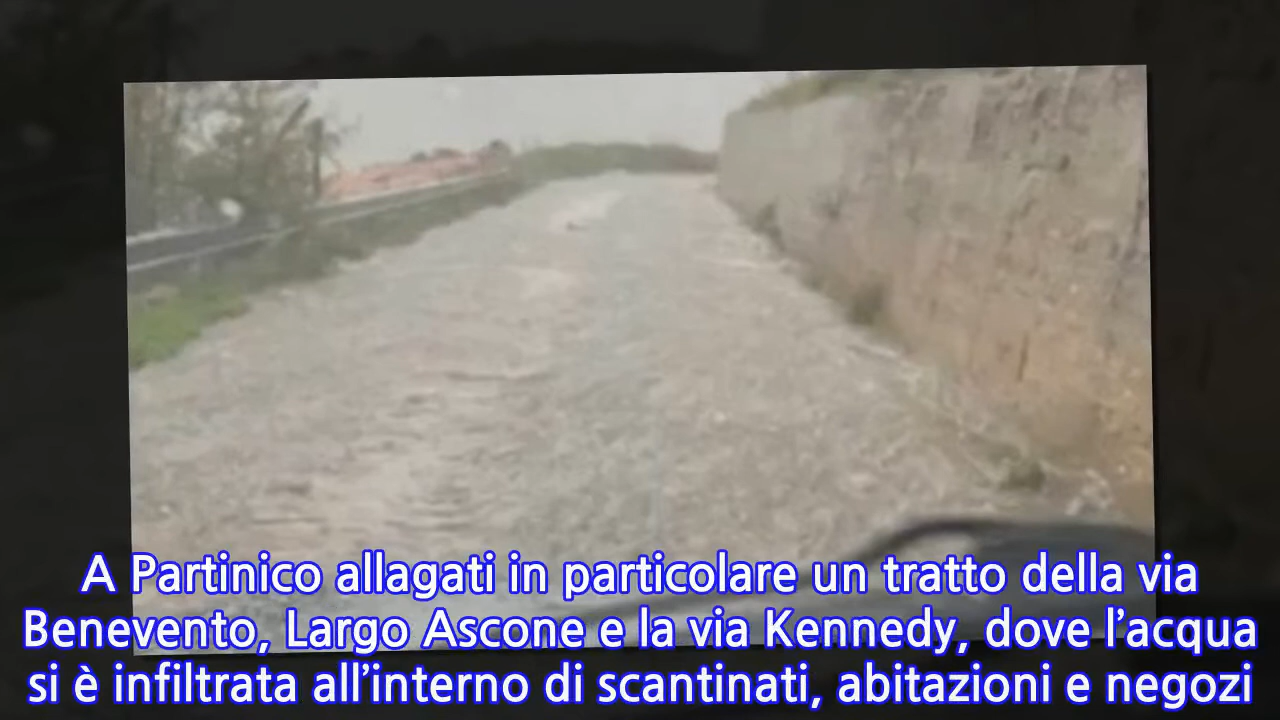 A Partinico allagati in particolare un tratto della via
Benevento, Largo Ascone e la via Kennedy, dove l'acqua
si è infiltrata all'interno di scantinati, abitazioni e negozi